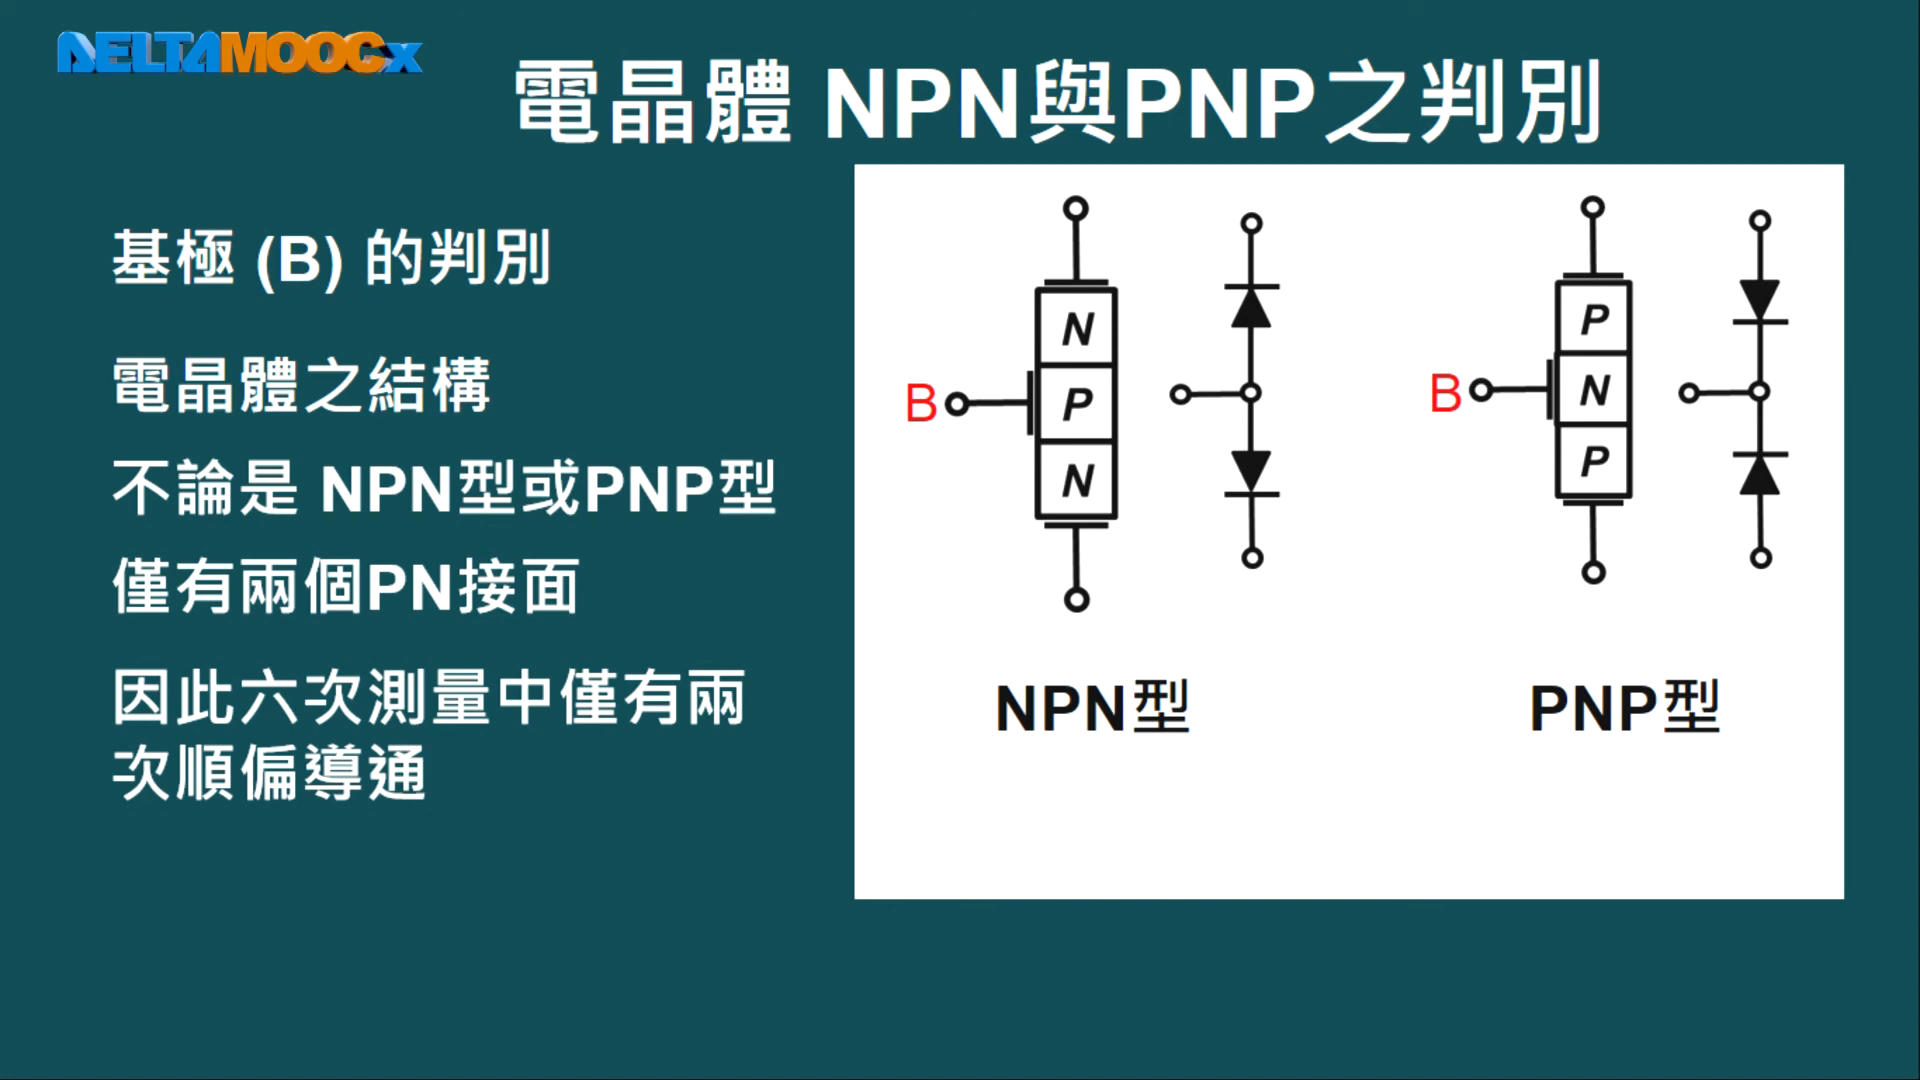 DELTAMOOCx
電晶體 NPN與PNP之判別
基極 (B) 的判別
電晶體之結構
不論是 NPN型或PNP型
僅有兩個PN接面
因此六次測量中僅有兩
次順偏導通
N
B
P
N
NPN型
P
B
N
P
PNP型